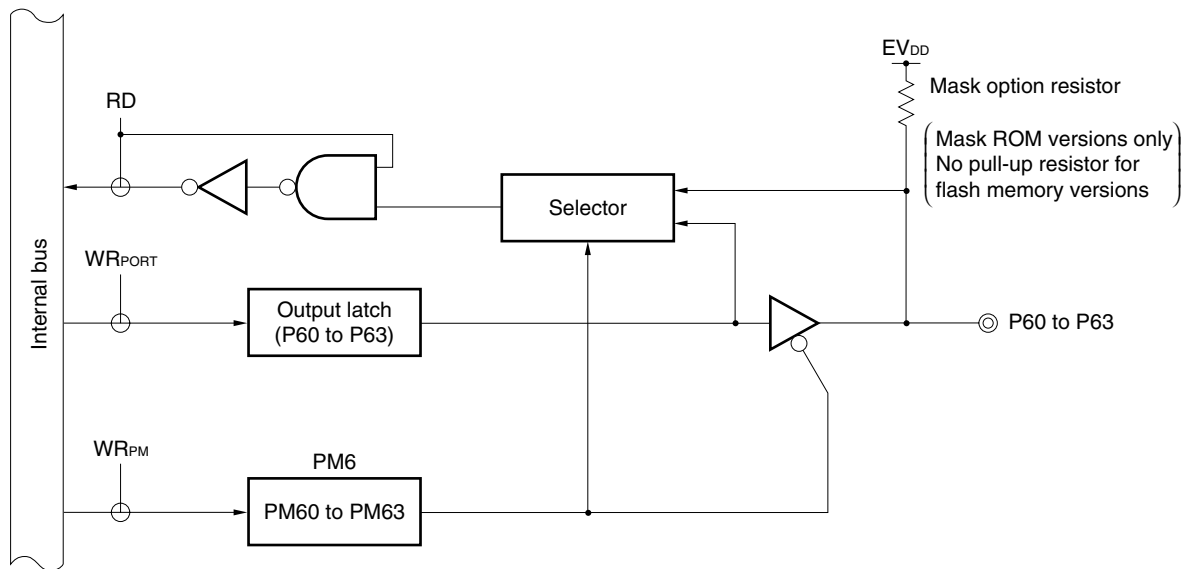 EVDD
Mask option resistor
Mask ROM versions only
No pull-up resistor for
flash memory versions
RD
Selector
WRPORT
Internal bus
Output latch
(P60 to P63)
P60 to P63
WRPM
PM6
PM60 to PM63